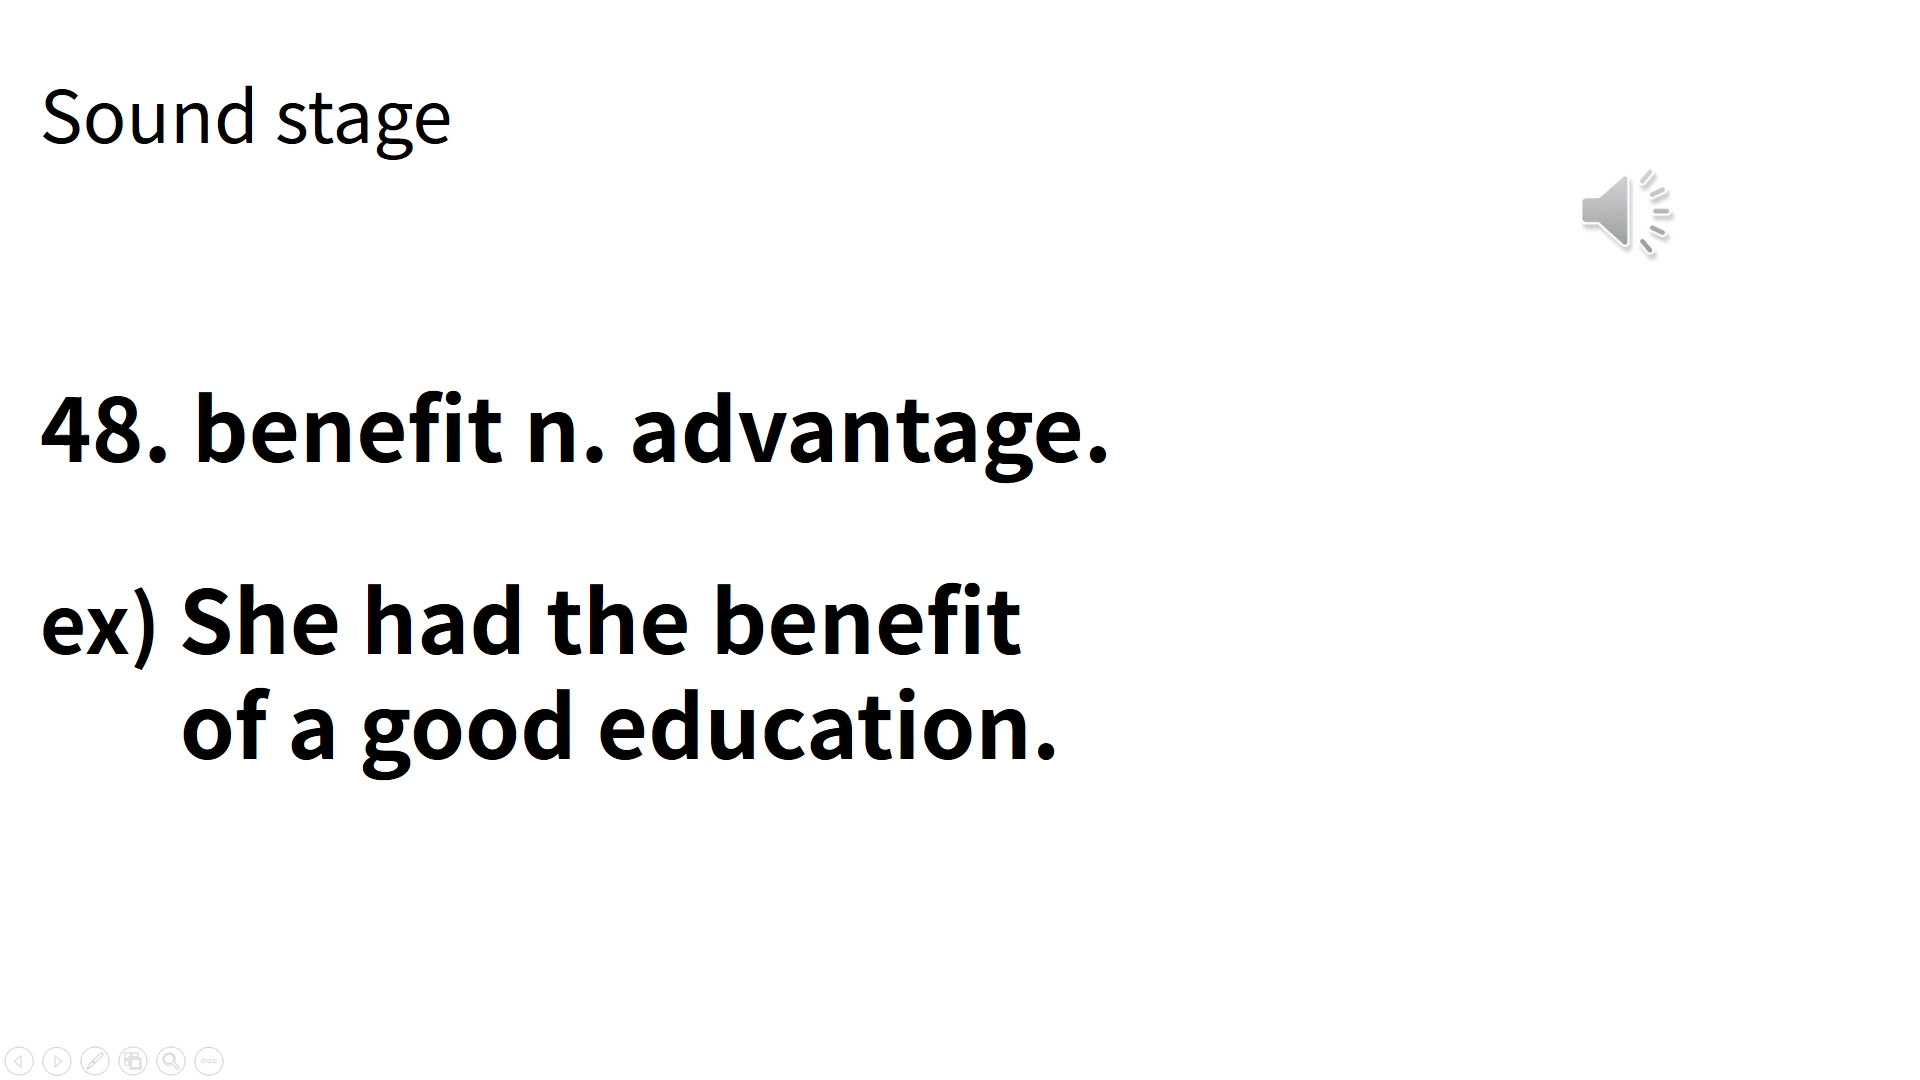 Sound stage
48. benefit n. advantage.
ex) She had the benefit
of a good education.